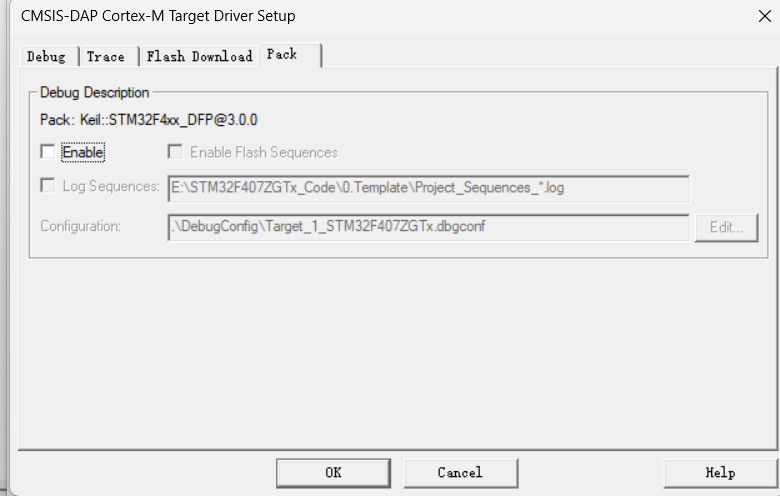 CMSIS-DAP Cortex-M Target Driver Setup
Debug Trace Flash Download Pack
Debug Description
Pack: Keil::STM32F4xx_DFP@3.0.0
Enable Enable Flash Sequences
Log Sequences: E:\STM32F407ZGTx_Code\0.Template\Project_Sequences_*.log
Configuration: .\DebugConfig\Target_1_STM32F407ZGTx.dbgconf Edit...
OK Cancel Help